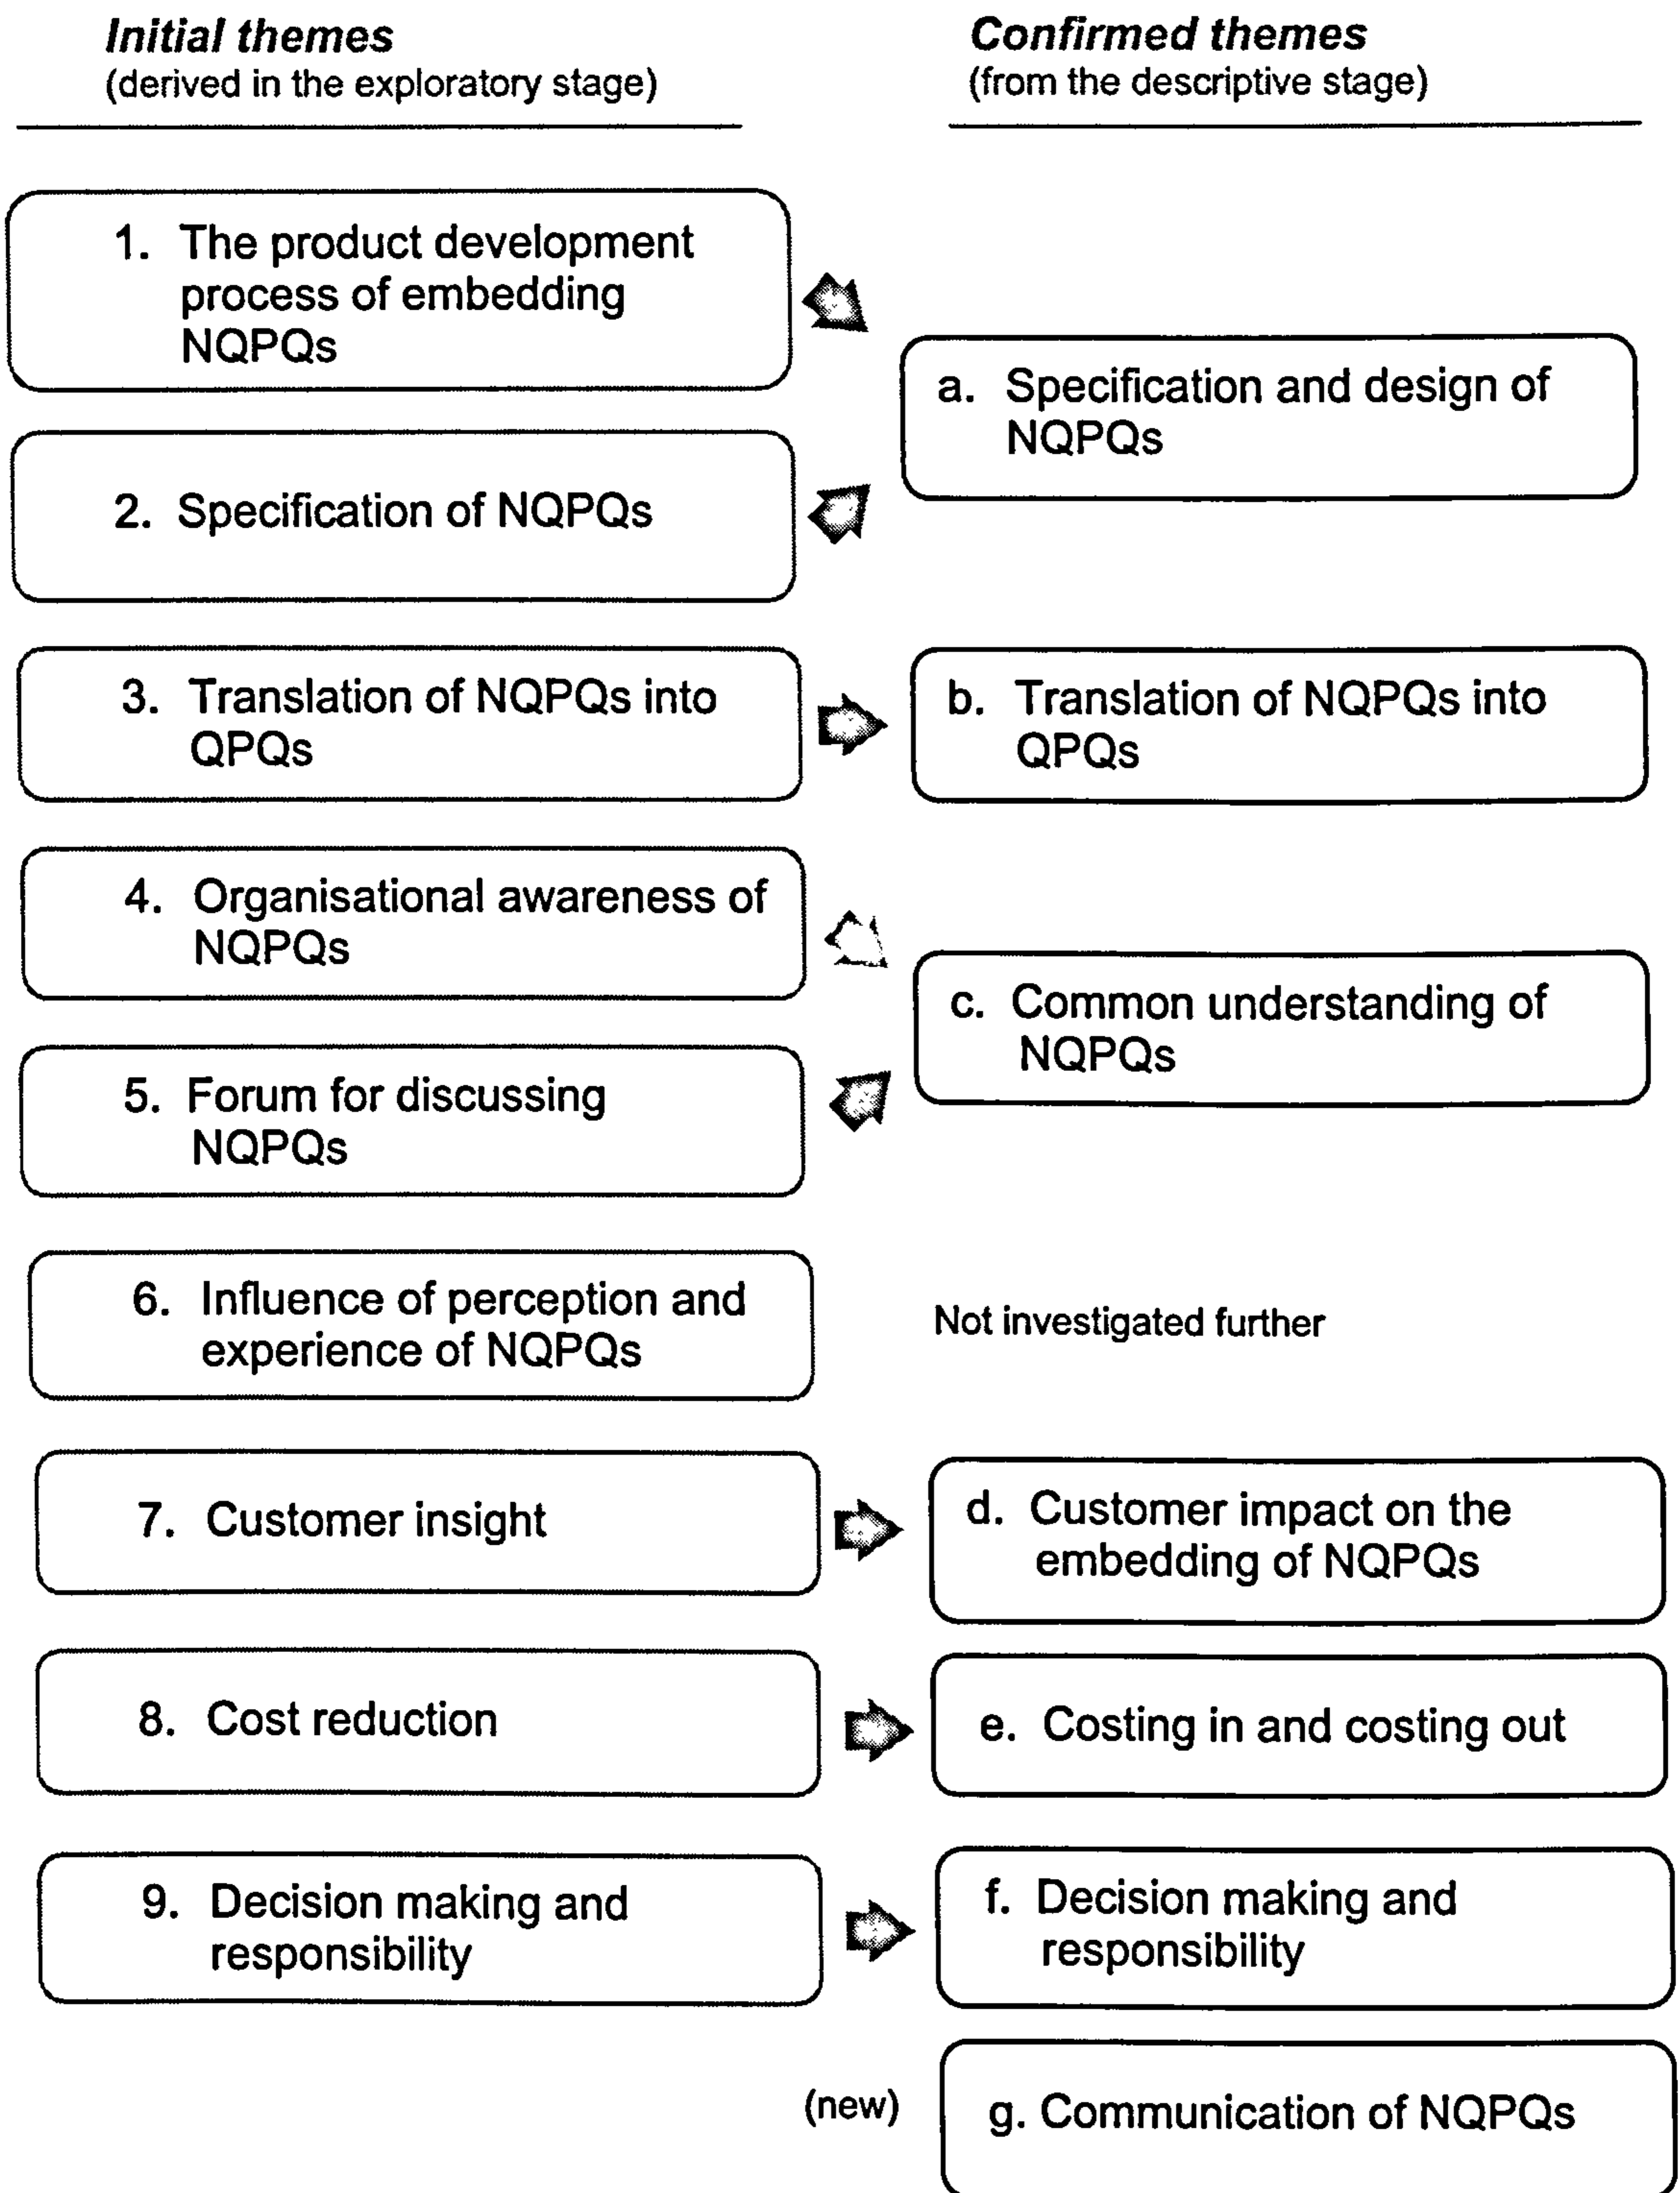 Initial themes
(derived in the exploratory stage)
Confirmed themes
(from the descriptive stage)
1. The product development
process of embedding
NQPQs
a. Specification and design of
NQPQs
2. Specification of NQPQs
3. Translation of NQPQs into
QPQs
b. Translation of NQPQs into
QPQs
4. Organisational awareness of
NQPQs
c. Common understanding of
NQPQs
5. Forum for discussing
NQPQs
6. Influence of perception and
experience of NQPQs
Not investigated further
7. Customer insight
d. Customer impact on the
embedding of NQPQs
8. Cost reduction
e. Costing in and costing out
9. Decision making and
responsibility
f. Decision making and
responsibility
(new)
g. Communication of NQPQs